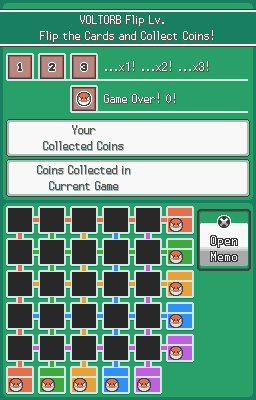 VOLTORB Flip Lv.
Flip the Cards and Collect Coins!
1 2 3 ...x1! ...x2! ...x3!
Game Over! 0!
Your
Collected Coins
Coins Collected in
Current Game
Open
Memo